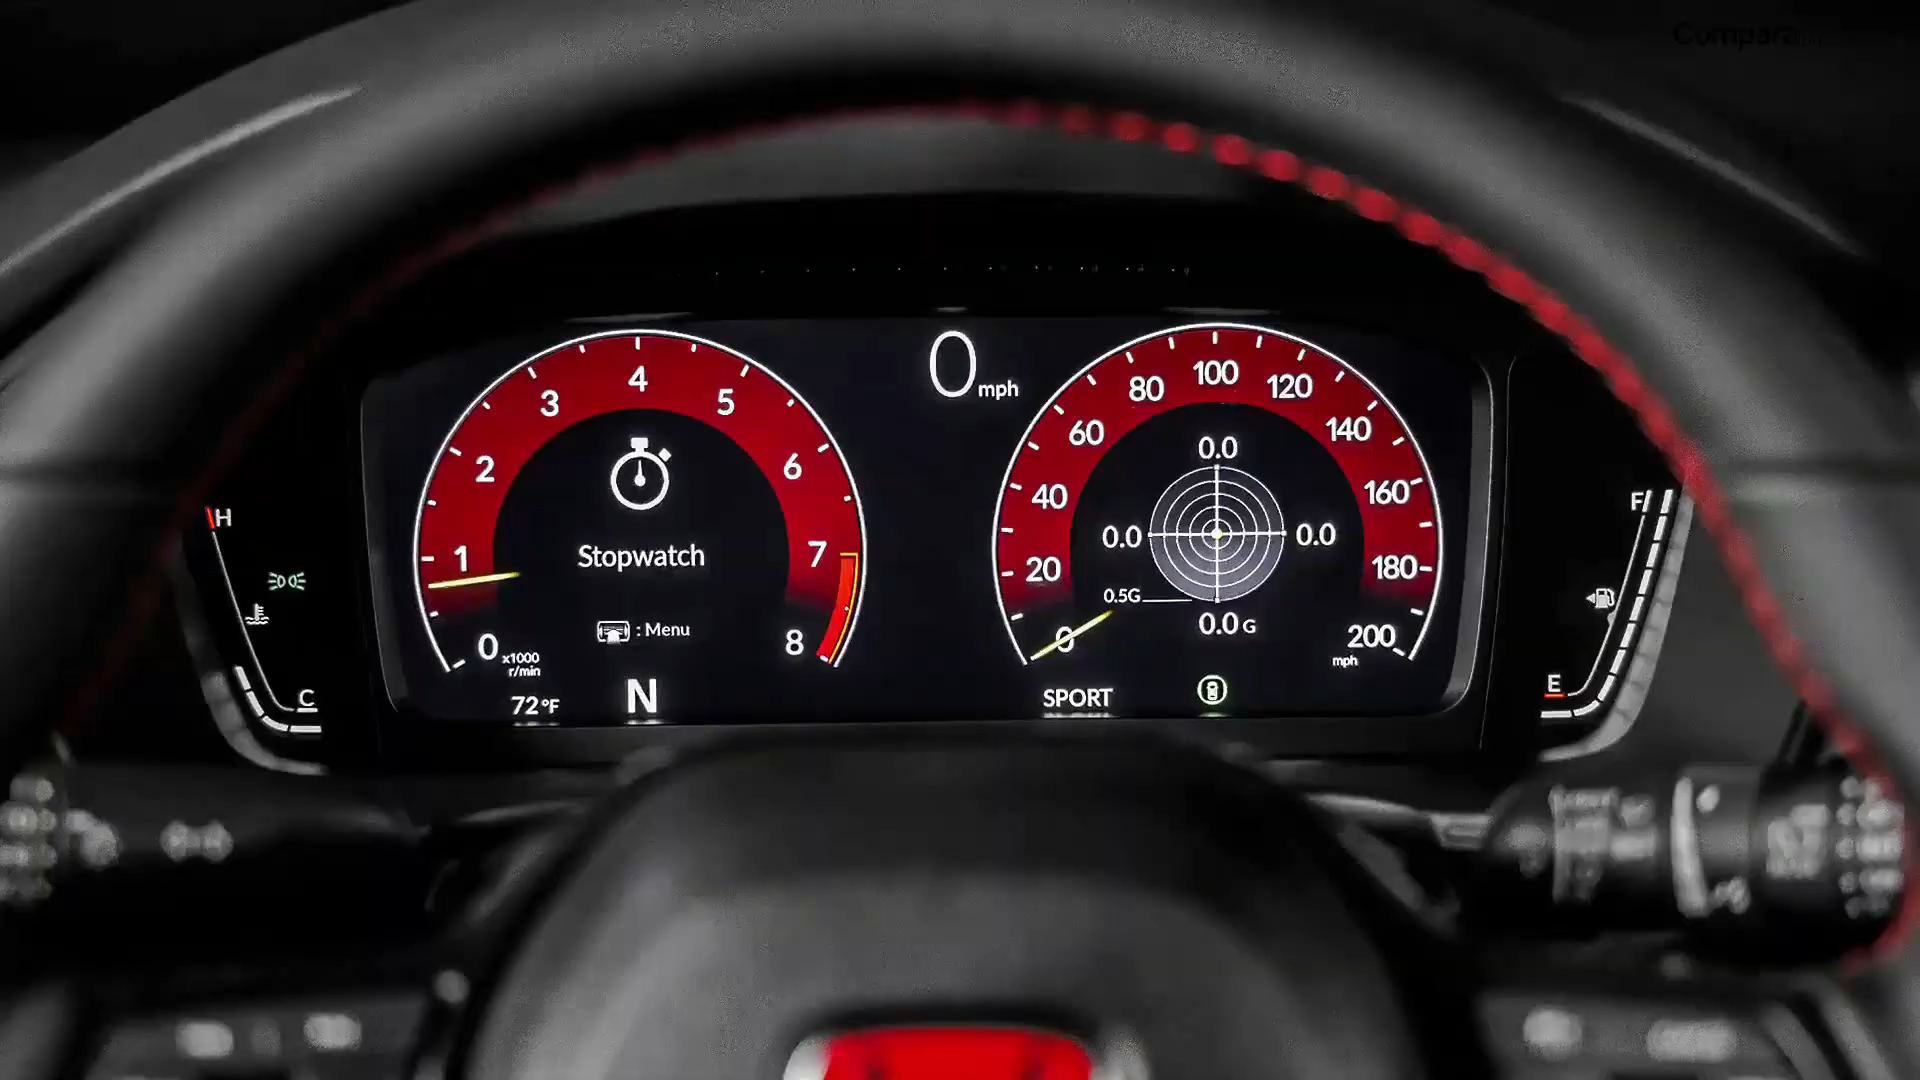 Compara
0 mph
0 1 2 3 4 5 6 7 8
x1000
r/min
Stopwatch
: Menu
72°F
N
0 20 40 60 80 100 120 140 160 180 200
mph
0.0
0.0 0.0
0.5G
0.0 G
SPORT
H
C
F
E